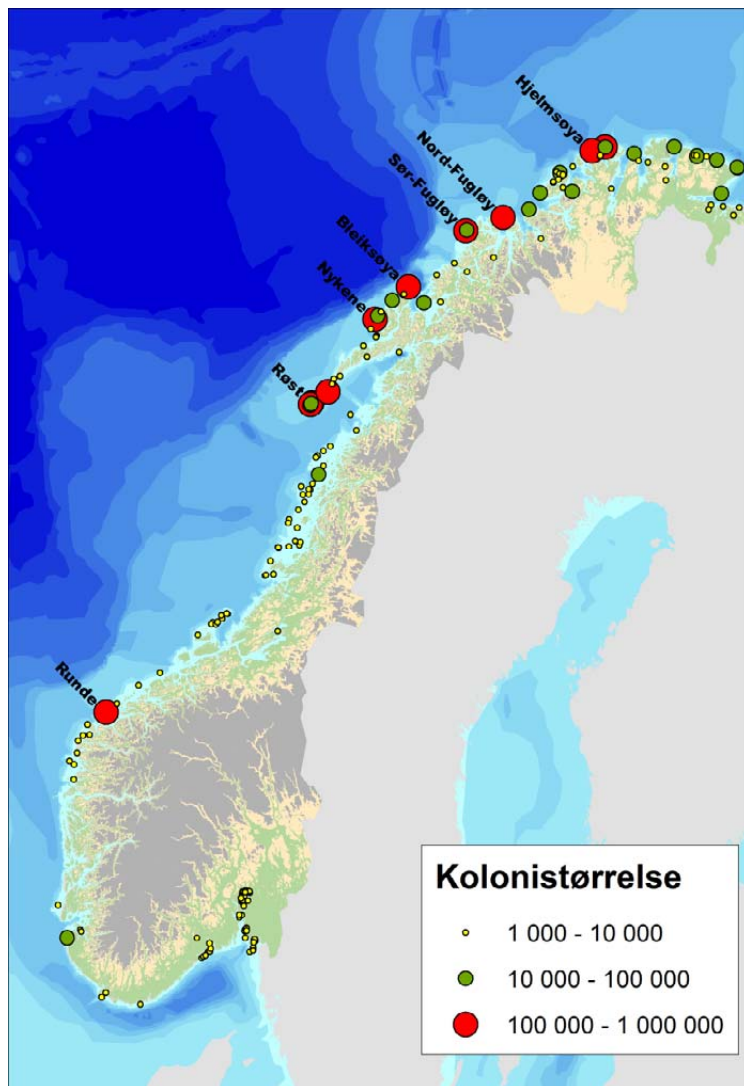 Hjelmsøya
Nord-Fugløy
Sør-Fugløy
Bleiksøya
Nykene
Røst
Runde
Kolonistørrelse
1 000 - 10 000
10 000 - 100 000
100 000 - 1 000 000